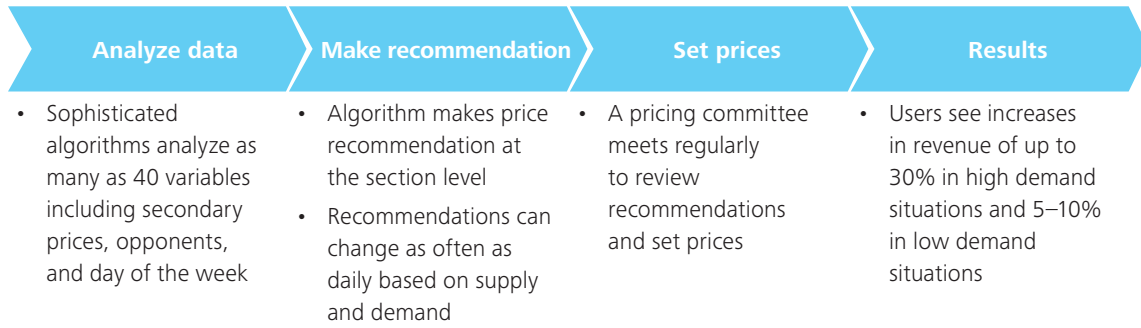 Analyze data
• Sophisticated
algorithms analyze as
many as 40 variables
including secondary
prices, opponents,
and day of the week
Make recommendation
• Algorithm makes price
recommendation at
the section level
• Recommendations can
change as often as
daily based on supply
and demand
Set prices
• A pricing committee
meets regularly
to review
recommendations
and set prices
Results
• Users see increases
in revenue of up to
30% in high demand
situations and 5–10%
in low demand
situations